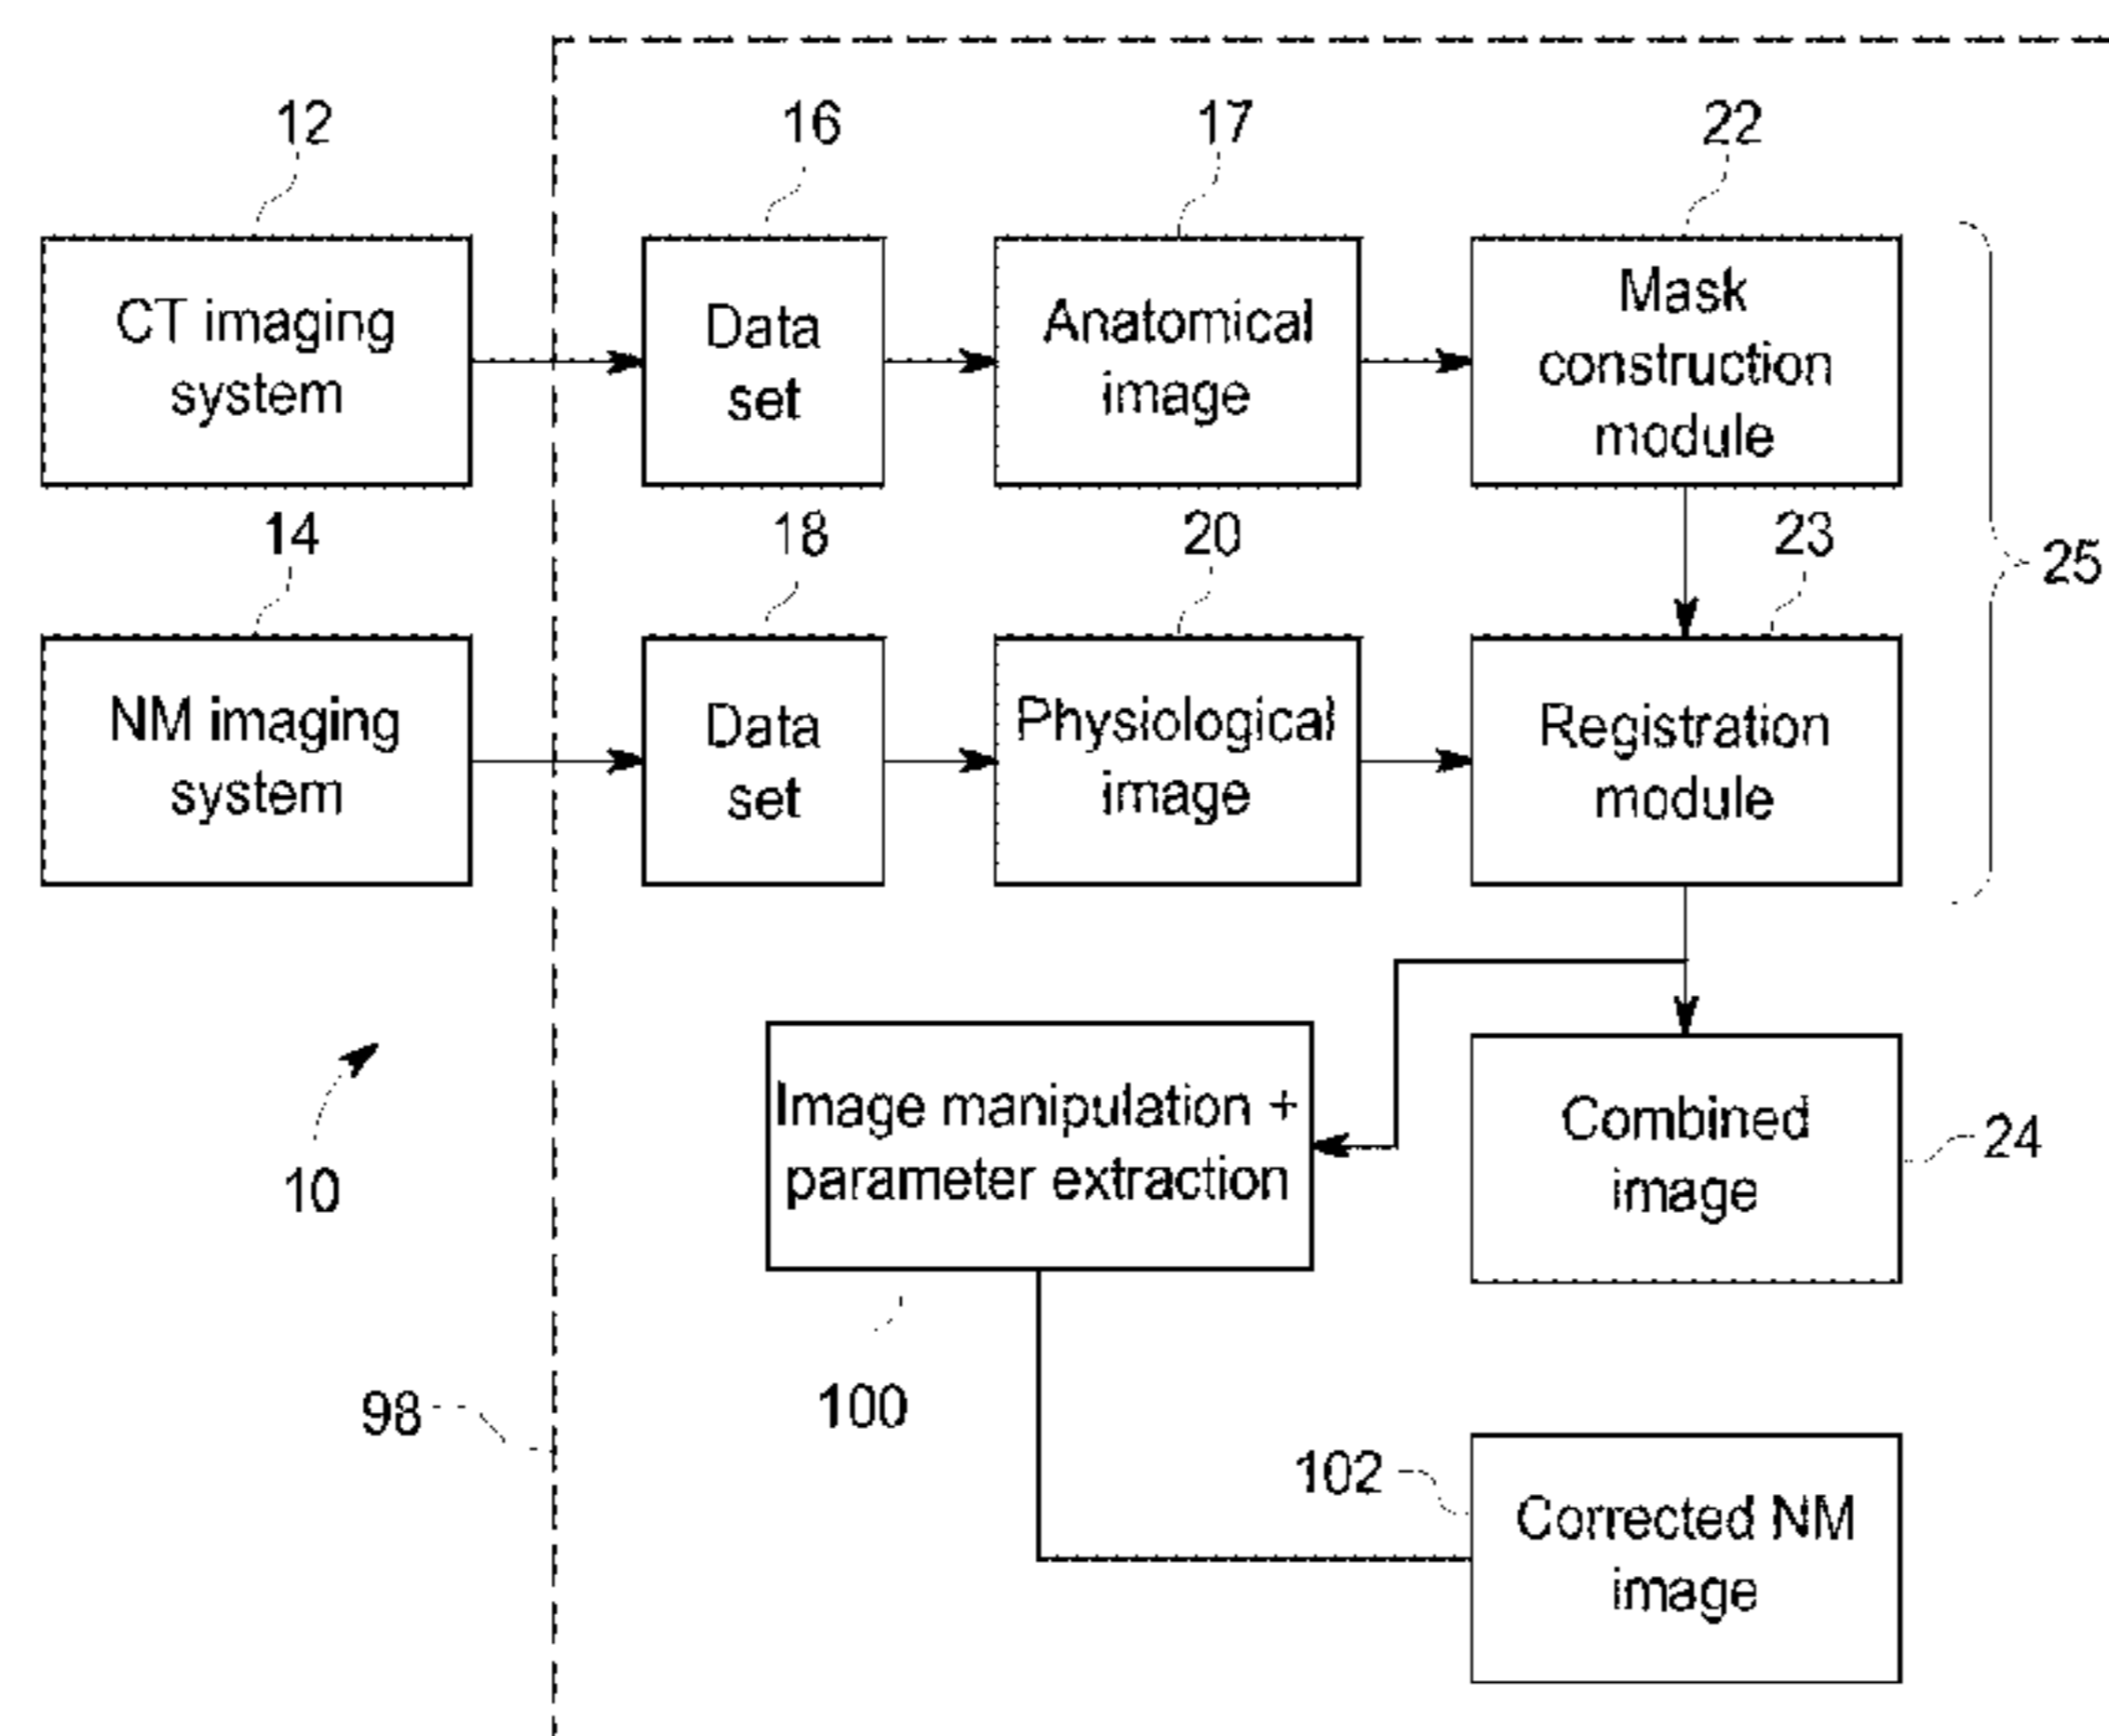 12
16
17
22
CT imaging
system
Data
set
Anatomical
image
Mask
construction
module
14
18
20
23
25
NM imaging
system
Data
set
Physiological
image
Registration
module
10
Image manipulation +
parameter extraction
Combined
image
24
98
100
102
Corrected NM
image